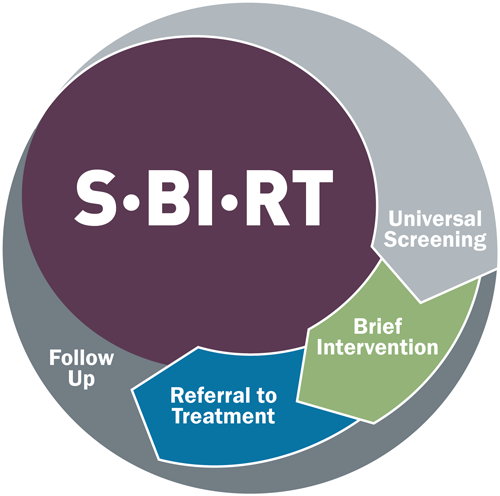 S•BI•RT
Universal
Screening
Brief
Intervention
Referral to
Treatment
Follow
Up